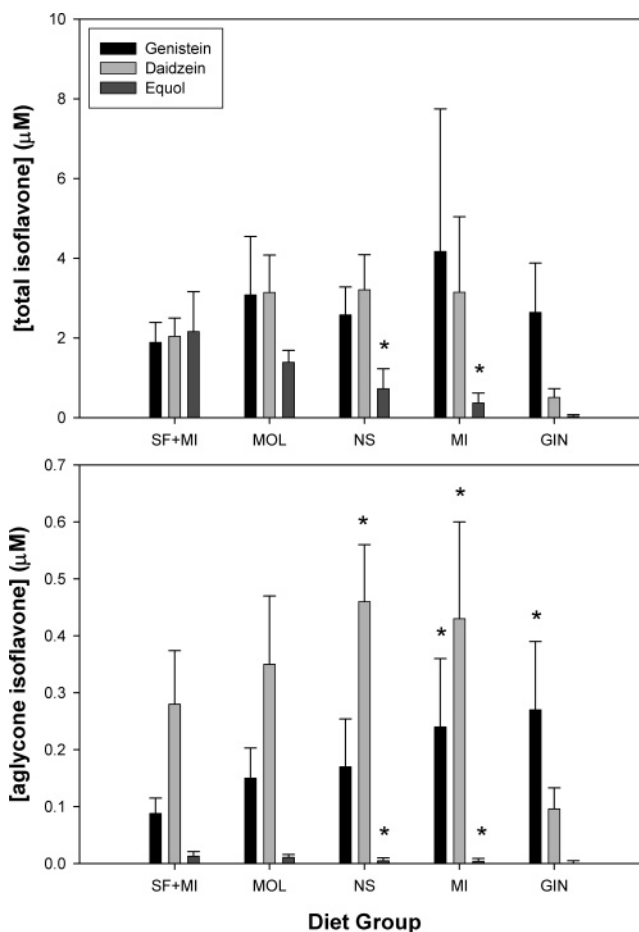 10
8
6
4
2
0
[total isoflavone] (μM)
Genistein
Daidzein
Equol
* *
SF+MI MOL NS MI GIN
0.7
0.6
0.5
0.4
0.3
0.2
0.1
0.0
[aglycone isoflavone] (μM)
* * * * * *
SF+MI MOL NS MI GIN
Diet Group